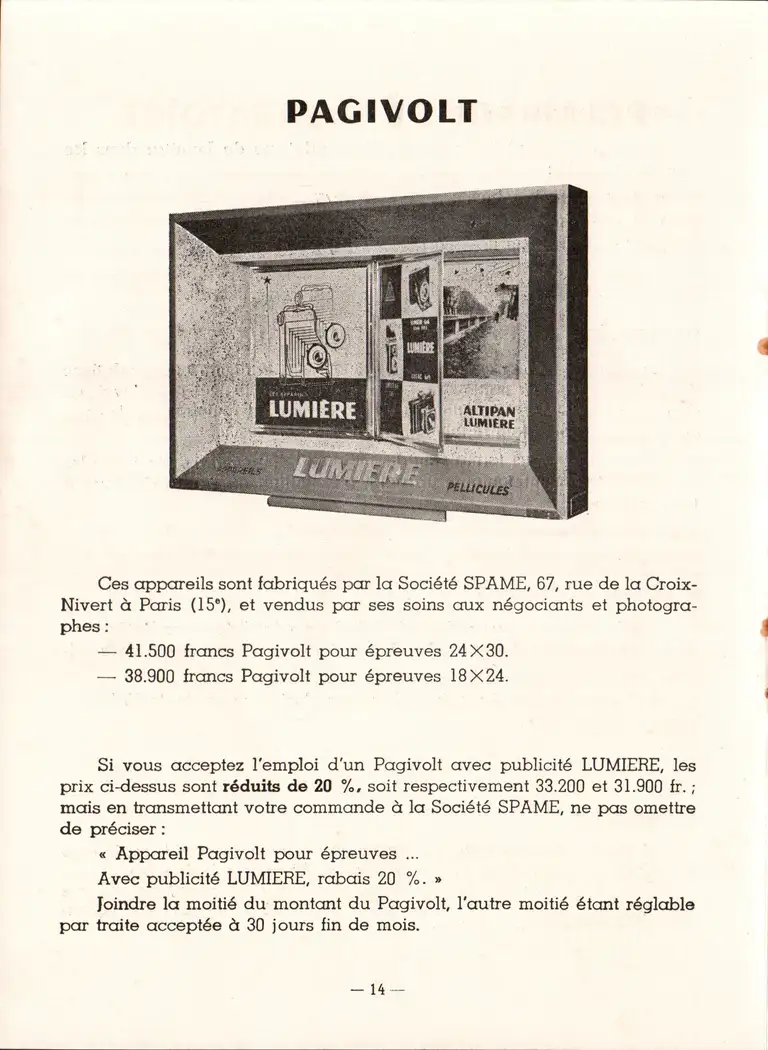 PAGIVOLT
LES APPAREILS
LUMIÈRE
LUMIÈRE
ALTIPAN
LUMIÈRE
APPAREILS
LUMIERE
PELLICULES
Ces appareils sont fabriqués par la Société SPAME, 67, rue de la Croix-
Nivert à Paris (15e), et vendus par ses soins aux négociants et photogra-
phes :
— 41.500 francs Pagivolt pour épreuves 24×30.
— 38.900 francs Pagivolt pour épreuves 18×24.
Si vous acceptez l'emploi d'un Pagivolt avec publicité LUMIERE, les
prix ci-dessus sont réduits de 20 %, soit respectivement 33.200 et 31.900 fr. ;
mais en transmettant votre commande à la Société SPAME, ne pas omettre
de préciser :
« Appareil Pagivolt pour épreuves ...
Avec publicité LUMIERE, rabais 20 %. »
Joindre la moitié du montant du Pagivolt, l'autre moitié étant réglable
par traite acceptée à 30 jours fin de mois.
— 14 —